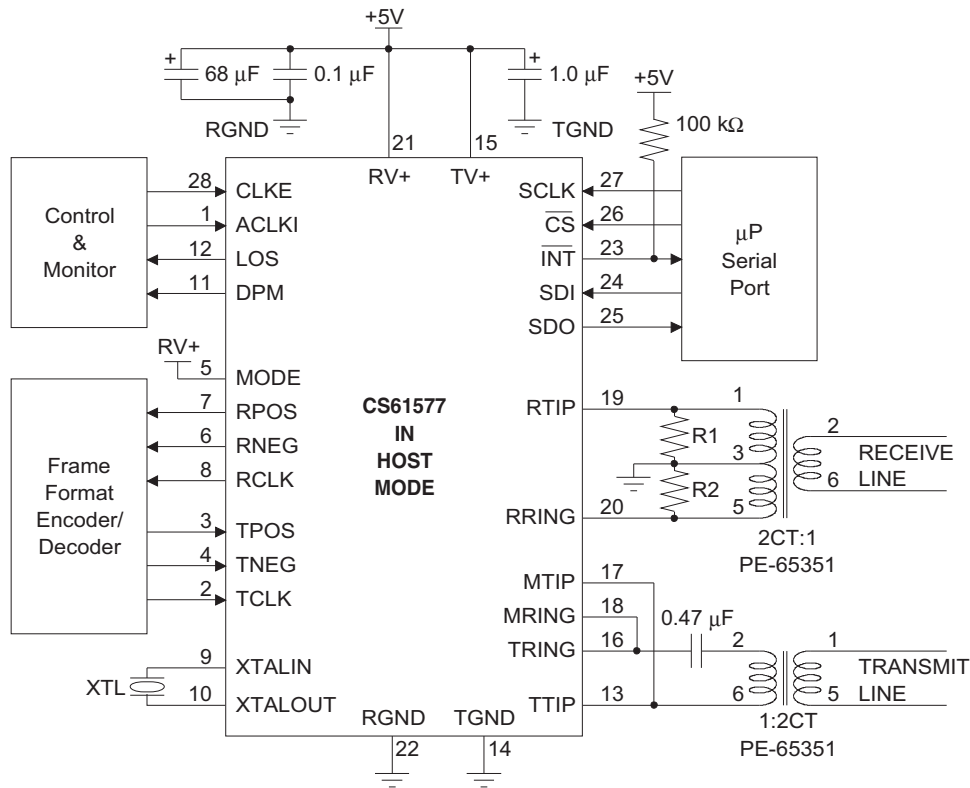 +5V
+
68 μF
0.1 μF
+
1.0 μF
+5V
RGND
TGND
100 kΩ
21
15
RV+
TV+
Control
&
Monitor
28
CLKE
1
ACLKI
12
LOS
11
DPM
SCLK
27
CS
26
INT
23
SDI
24
SDO
25
μP
Serial
Port
RV+
5
MODE
7
RPOS
6
RNEG
8
RCLK
3
TPOS
4
TNEG
2
TCLK
Frame
Format
Encoder/
Decoder
CS61577
IN
HOST
MODE
RTIP
19
R1
R2
RRING
20
1
3
5
2
6
RECEIVE
LINE
2CT:1
PE-65351
MTIP
17
MRING
18
TRING
16
TTIP
13
0.47 μF
2
6
1
5
TRANSMIT
LINE
1:2CT
PE-65351
XTL
9
XTALIN
10
XTALOUT
RGND
TGND
22
14